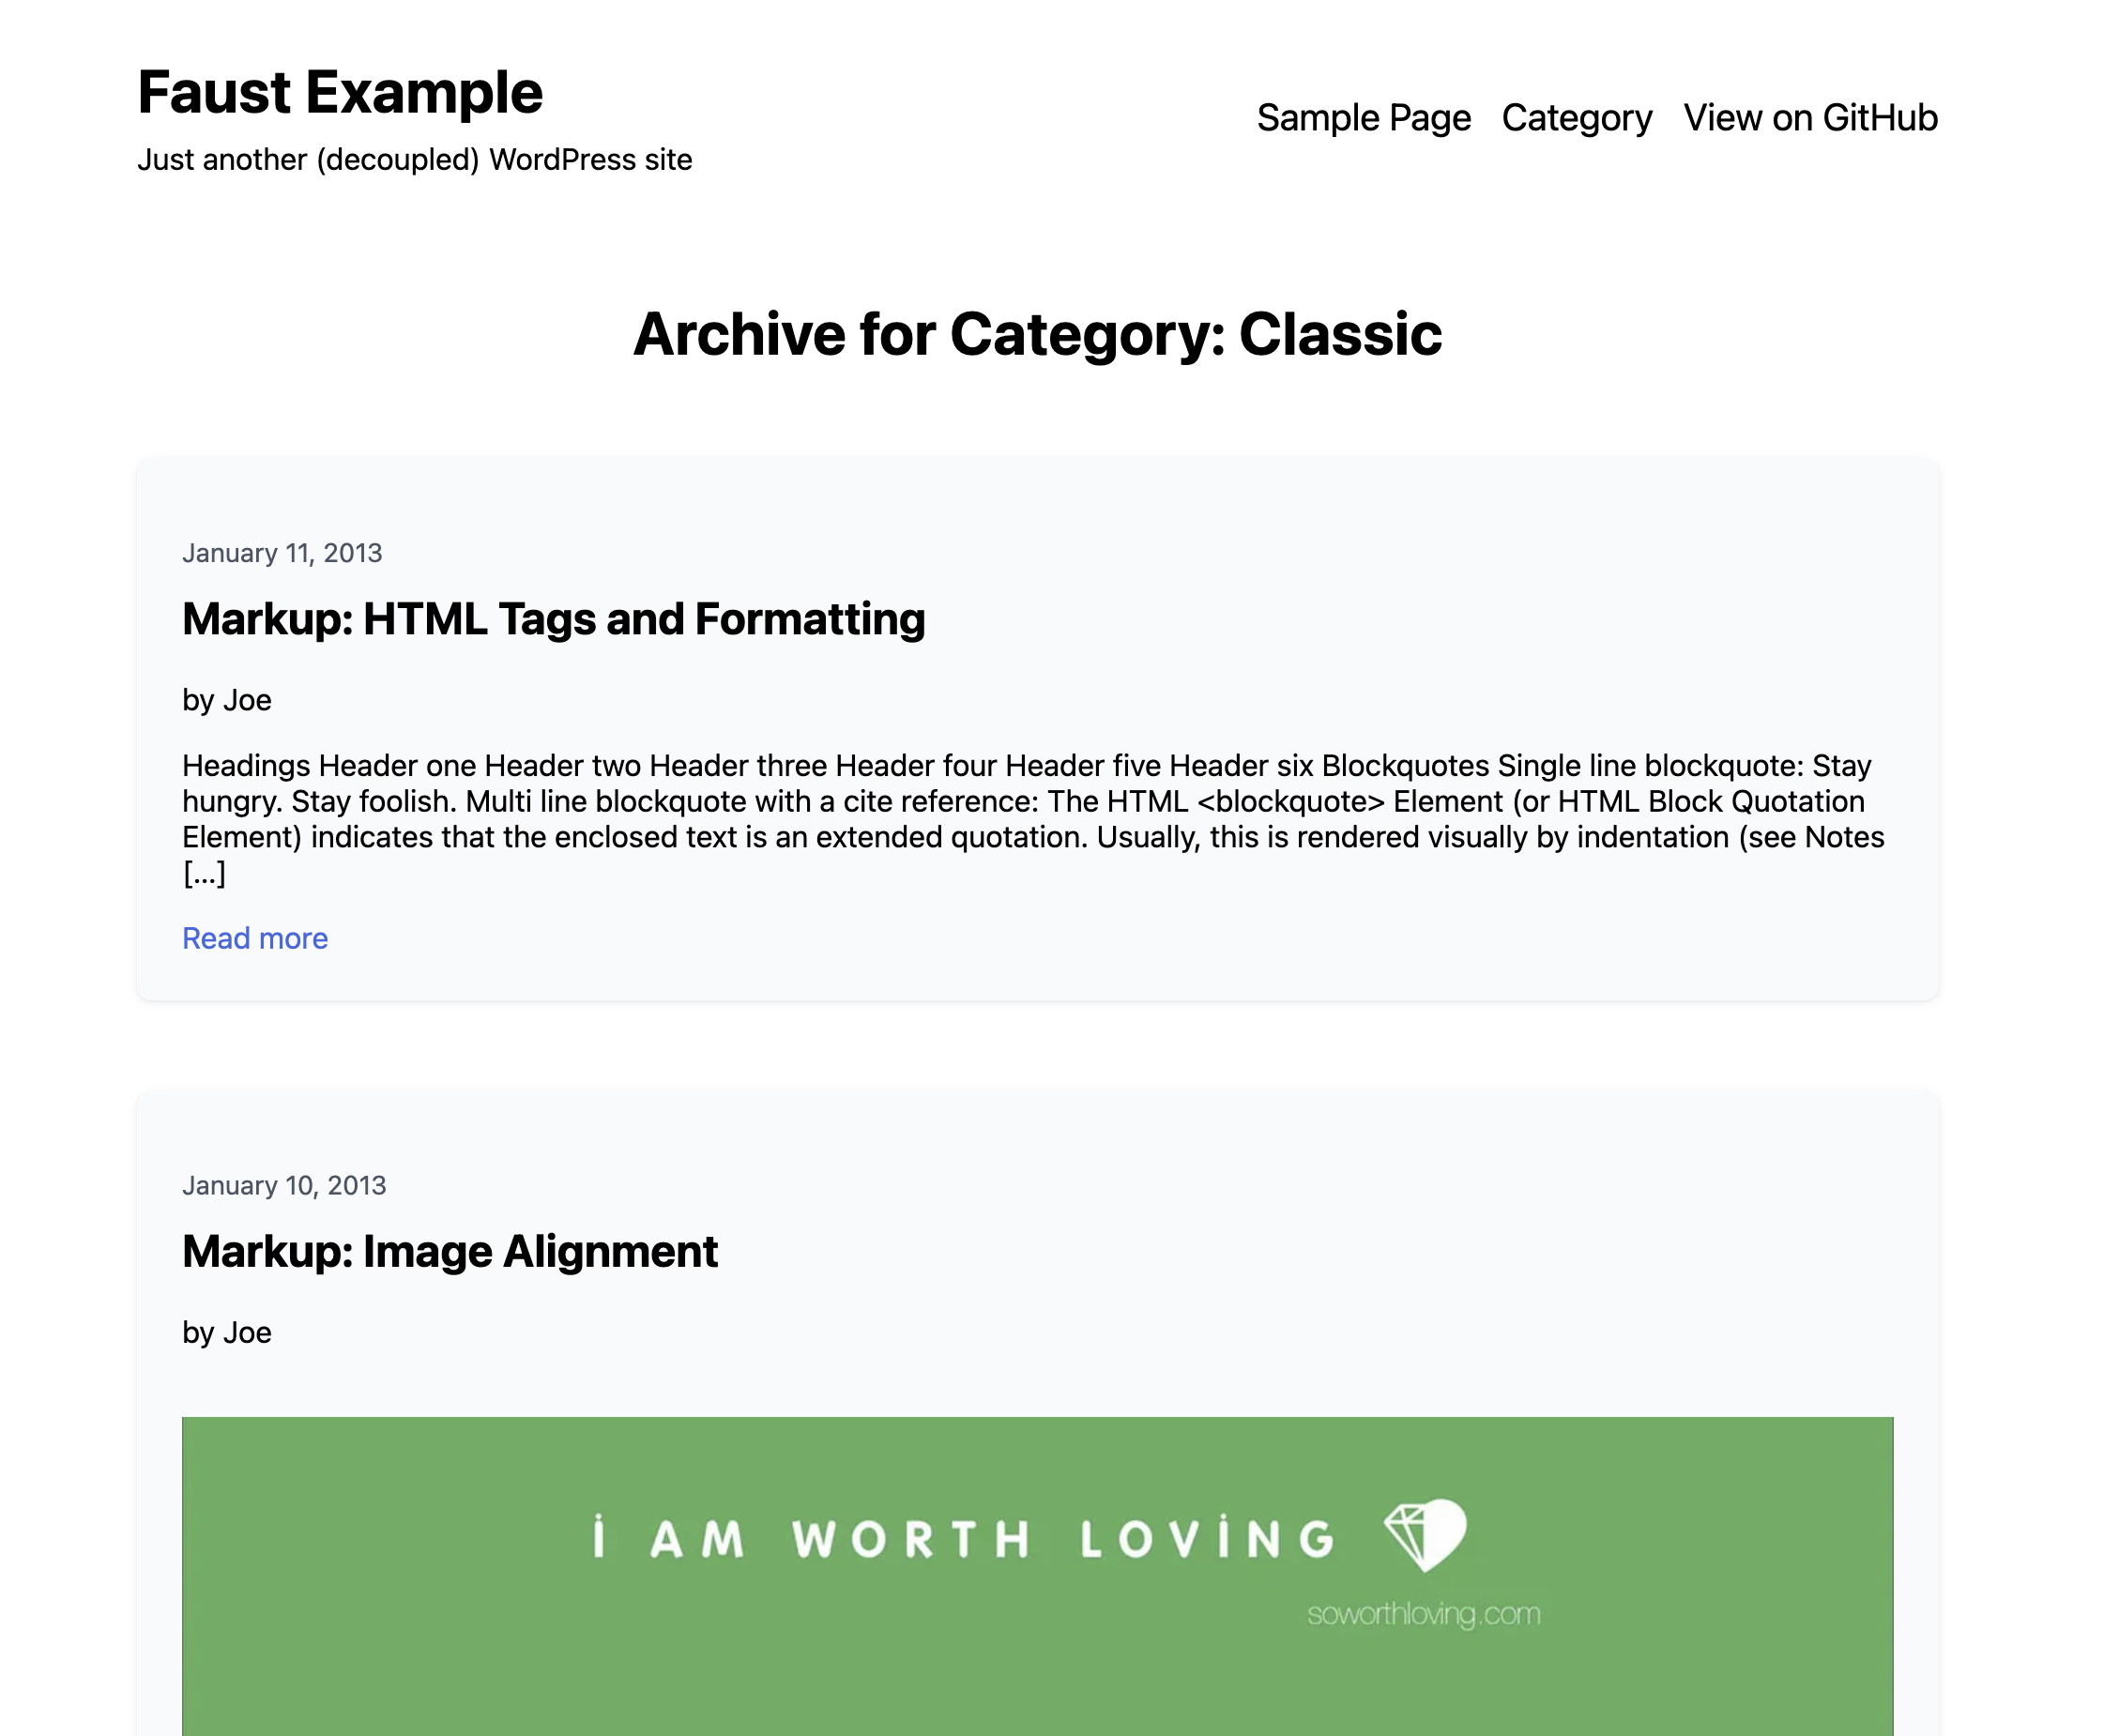 Faust Example
Just another (decoupled) WordPress site
Sample Page Category View on GitHub
Archive for Category: Classic
January 11, 2013
Markup: HTML Tags and Formatting
by Joe
Headings Header one Header two Header three Header four Header five Header six Blockquotes Single line blockquote: Stay
hungry. Stay foolish. Multi line blockquote with a cite reference: The HTML <blockquote> Element (or HTML Block Quotation
Element) indicates that the enclosed text is an extended quotation. Usually, this is rendered visually by indentation (see Notes
[…]
Read more
January 10, 2013
Markup: Image Alignment
by Joe
i AM WORTH LOViNG
soworthloving.com